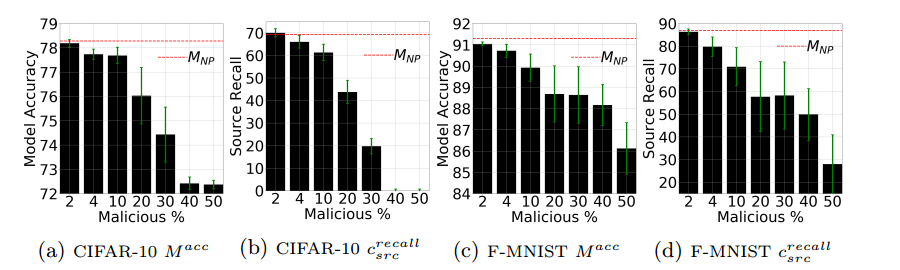 79
78
77
76
75
74
73
72
Model Accuracy
M_NP
2 4 10 20 30 40 50
Malicious %
(a) CIFAR-10 M^acc
70
60
50
40
30
20
10
0
Source Recall
M_NP
2 4 10 20 30 40 50
Malicious %
(b) CIFAR-10 c_src^recall
92
91
90
89
88
87
86
85
84
Model Accuracy
M_NP
2 4 10 20 30 40 50
Malicious %
(c) F-MNIST M^acc
90
80
70
60
50
40
30
20
Source Recall
M_NP
2 4 10 20 30 40 50
Malicious %
(d) F-MNIST c_src^recall